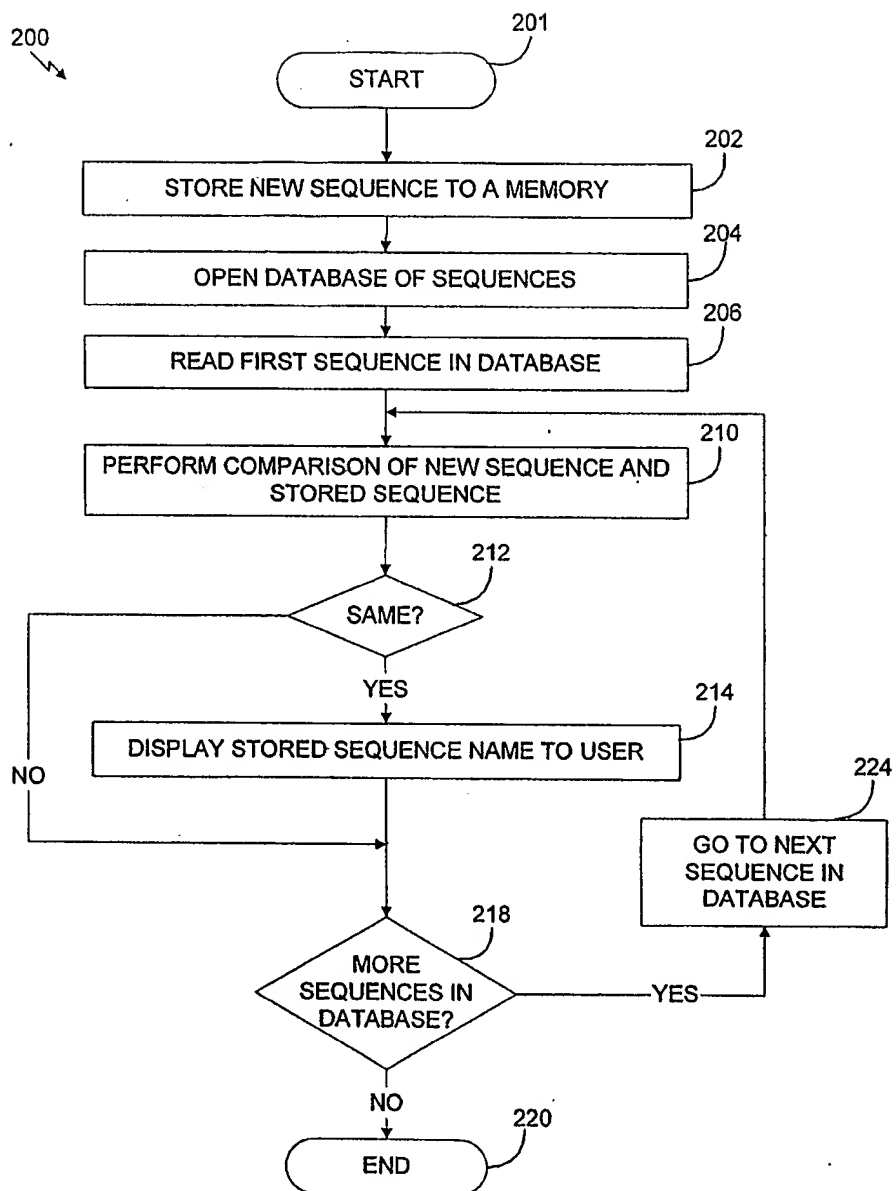 200
201
START
202
STORE NEW SEQUENCE TO A MEMORY
204
OPEN DATABASE OF SEQUENCES
206
READ FIRST SEQUENCE IN DATABASE
210
PERFORM COMPARISON OF NEW SEQUENCE AND
STORED SEQUENCE
212
SAME?
YES
214
DISPLAY STORED SEQUENCE NAME TO USER
NO
224
GO TO NEXT
SEQUENCE IN
DATABASE
218
MORE
SEQUENCES IN
DATABASE?
YES
NO
220
END